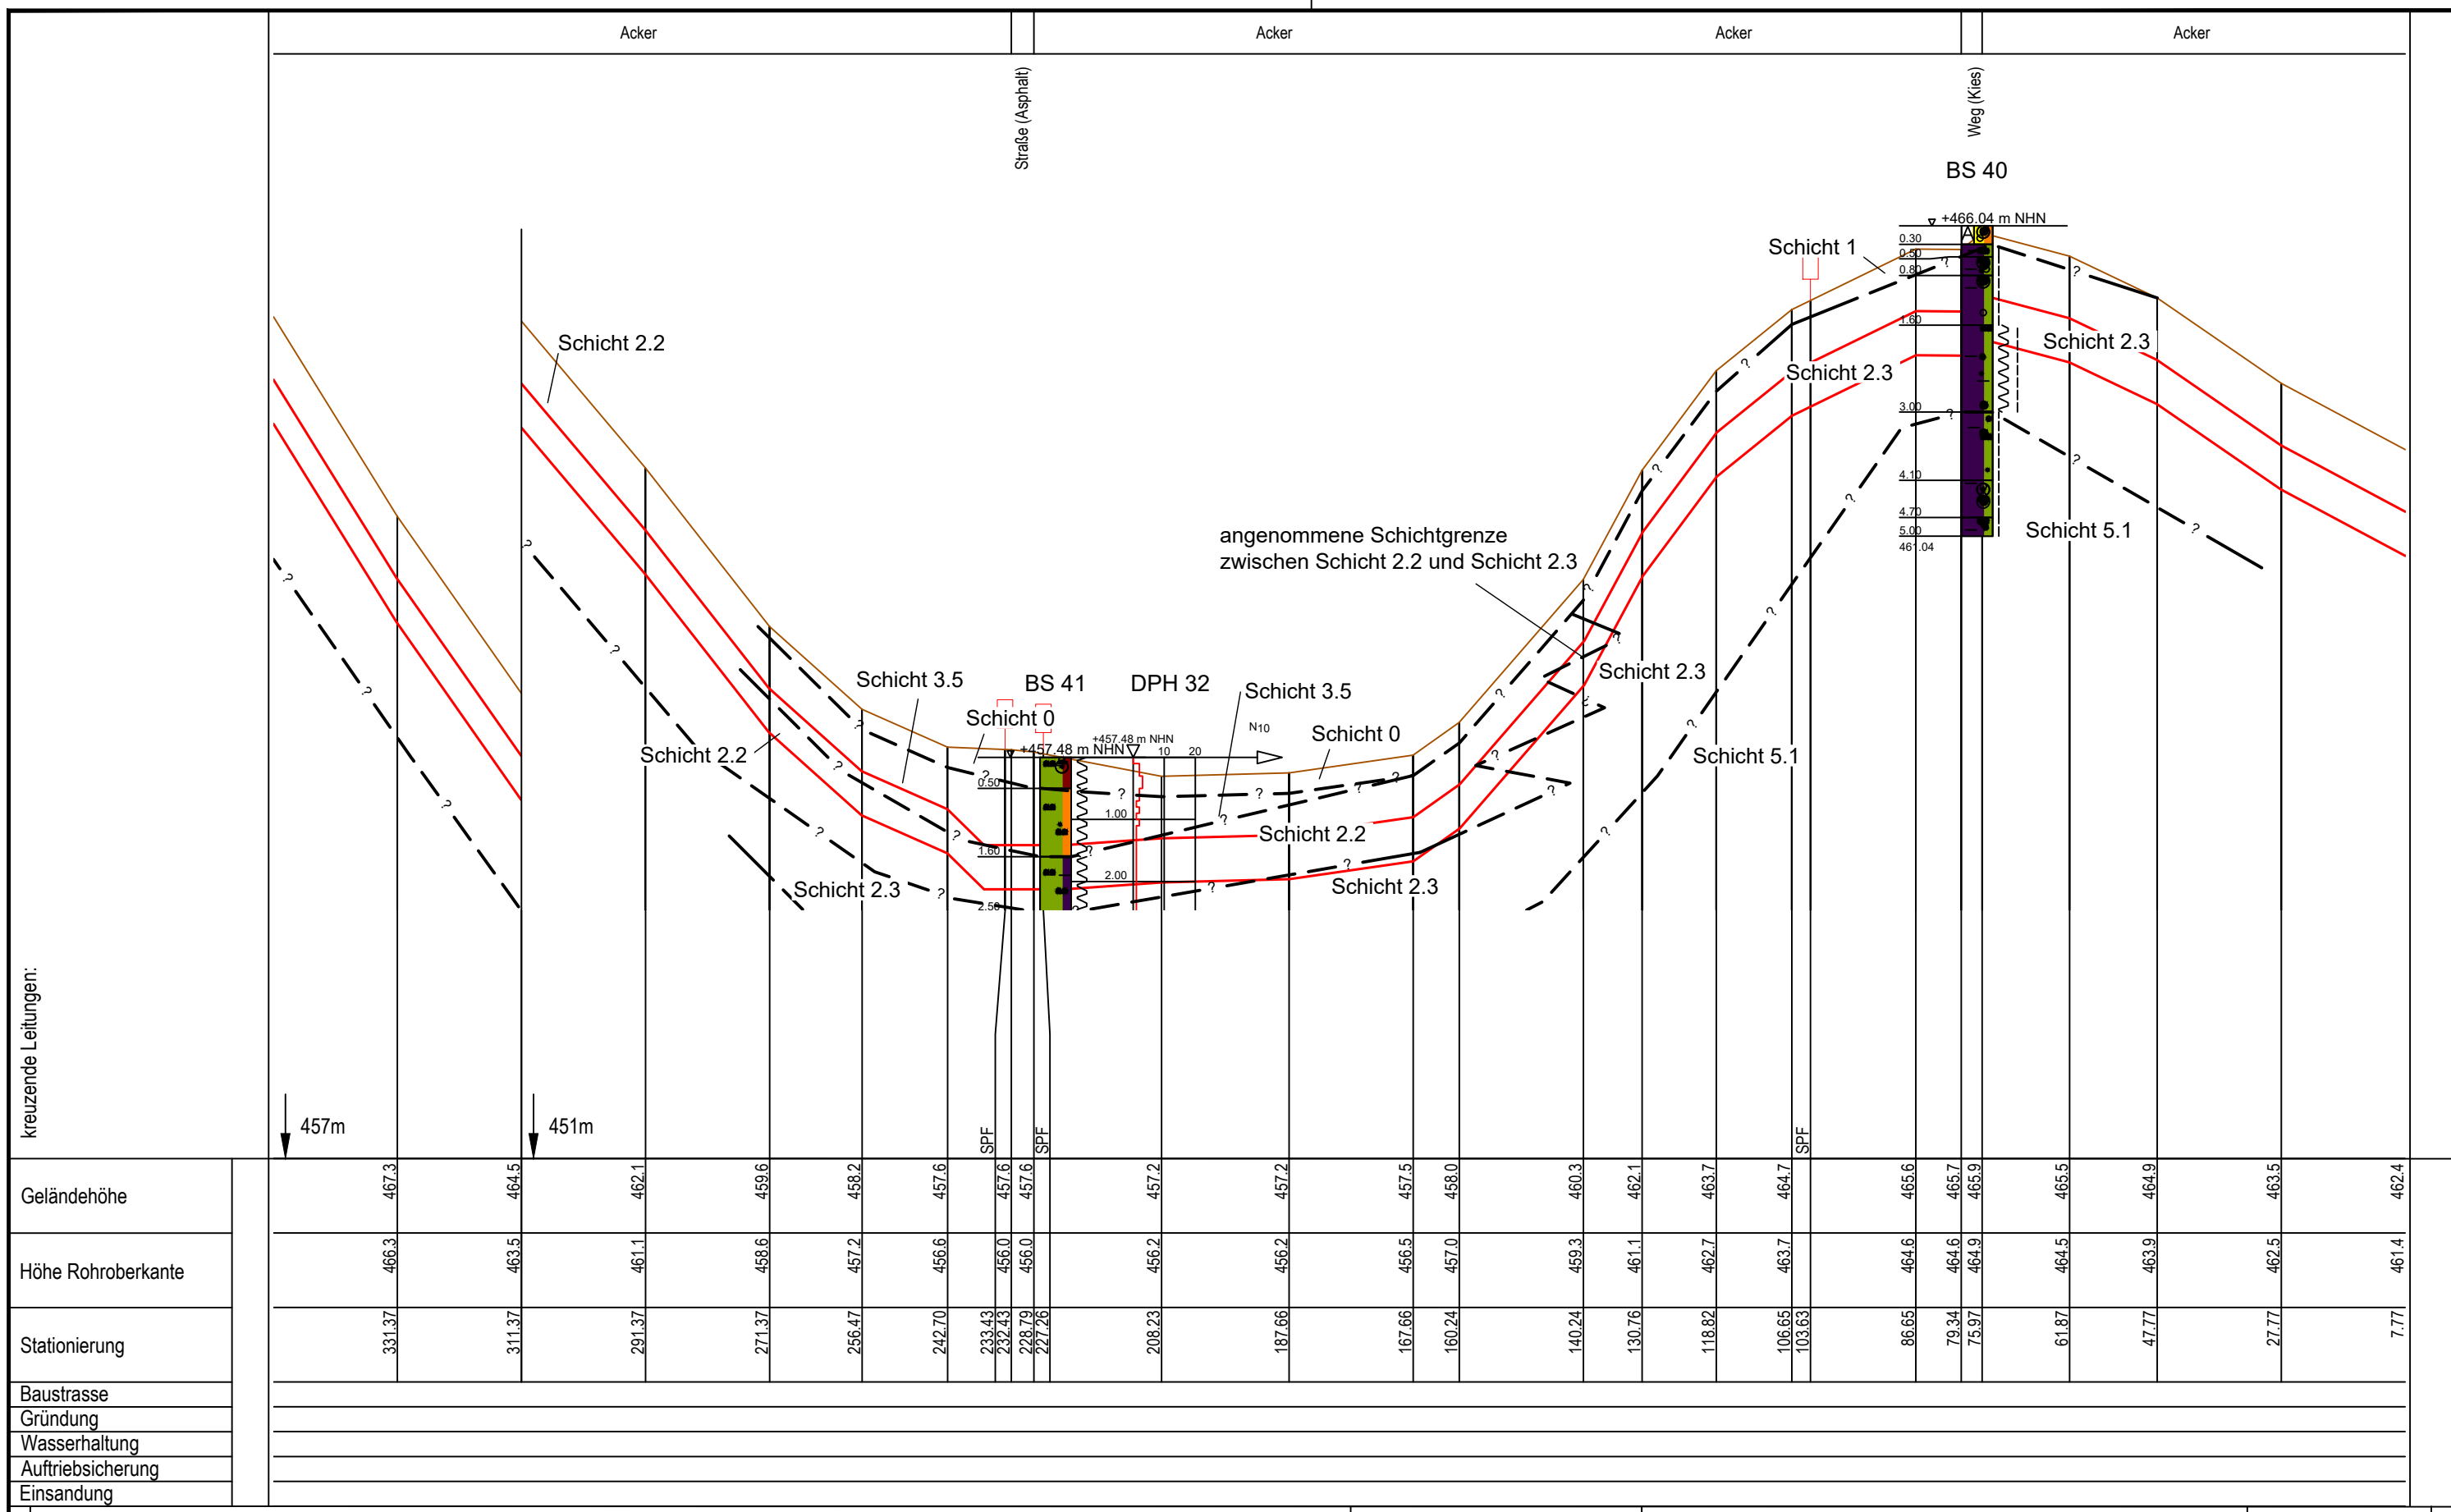 Acker
Acker
Acker
Acker
Straße (Asphalt)
Weg (Kies)
BS 40
+466.04 m NHN
Schicht 1
0.30
0.50
0.80
1.60
3.00
4.10
4.70
5.00
461.04
Schicht 2.2
Schicht 2.3
Schicht 2.3
angenommene Schichtgrenze
zwischen Schicht 2.2 und Schicht 2.3
Schicht 5.1
Schicht 3.5
BS 41
DPH 32
Schicht 3.5
Schicht 2.3
Schicht 0
N10
Schicht 0
+457.48 m NHN
+457.48 m NHN
10
20
Schicht 2.2
Schicht 5.1
0.50
1.00
1.60
2.00
2.50
Schicht 2.2
Schicht 2.3
Schicht 2.3
kreuzende Leitungen:
457m
451m
SPF
SPF
SPF
Geländehöhe
467.3
464.5
462.1
459.6
458.2
457.6
457.6
457.6
457.2
457.2
457.5
458.0
460.3
462.1
463.7
464.7
465.6
465.7
465.9
465.5
464.9
463.5
462.4
Höhe Rohroberkante
466.3
463.5
461.1
458.6
457.2
456.6
456.0
456.0
456.2
456.2
456.5
457.0
459.3
461.1
462.7
463.7
464.6
464.6
464.9
464.5
463.9
462.5
461.4
Stationierung
331.37
311.37
291.37
271.37
256.47
242.70
233.43
232.43
228.79
227.26
208.23
187.66
167.66
160.24
140.24
130.76
118.82
106.65
103.63
86.65
79.34
75.97
61.87
47.77
27.77
7.77
Baustrasse
Gründung
Wasserhaltung
Auftriebsicherung
Einsandung